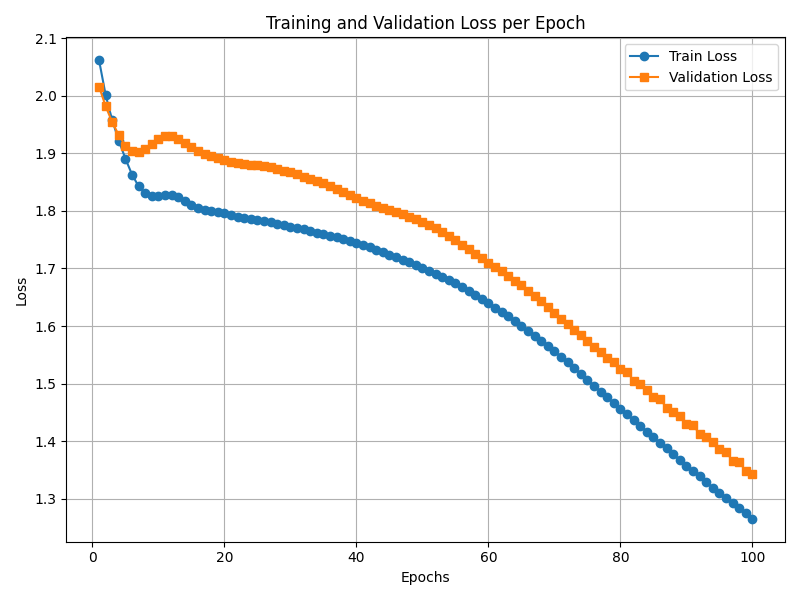 Training and Validation Loss per Epoch
Train Loss
Validation Loss
2.1
2.0
1.9
1.8
1.7
1.6
1.5
1.4
1.3
Loss
0 20 40 60 80 100
Epochs